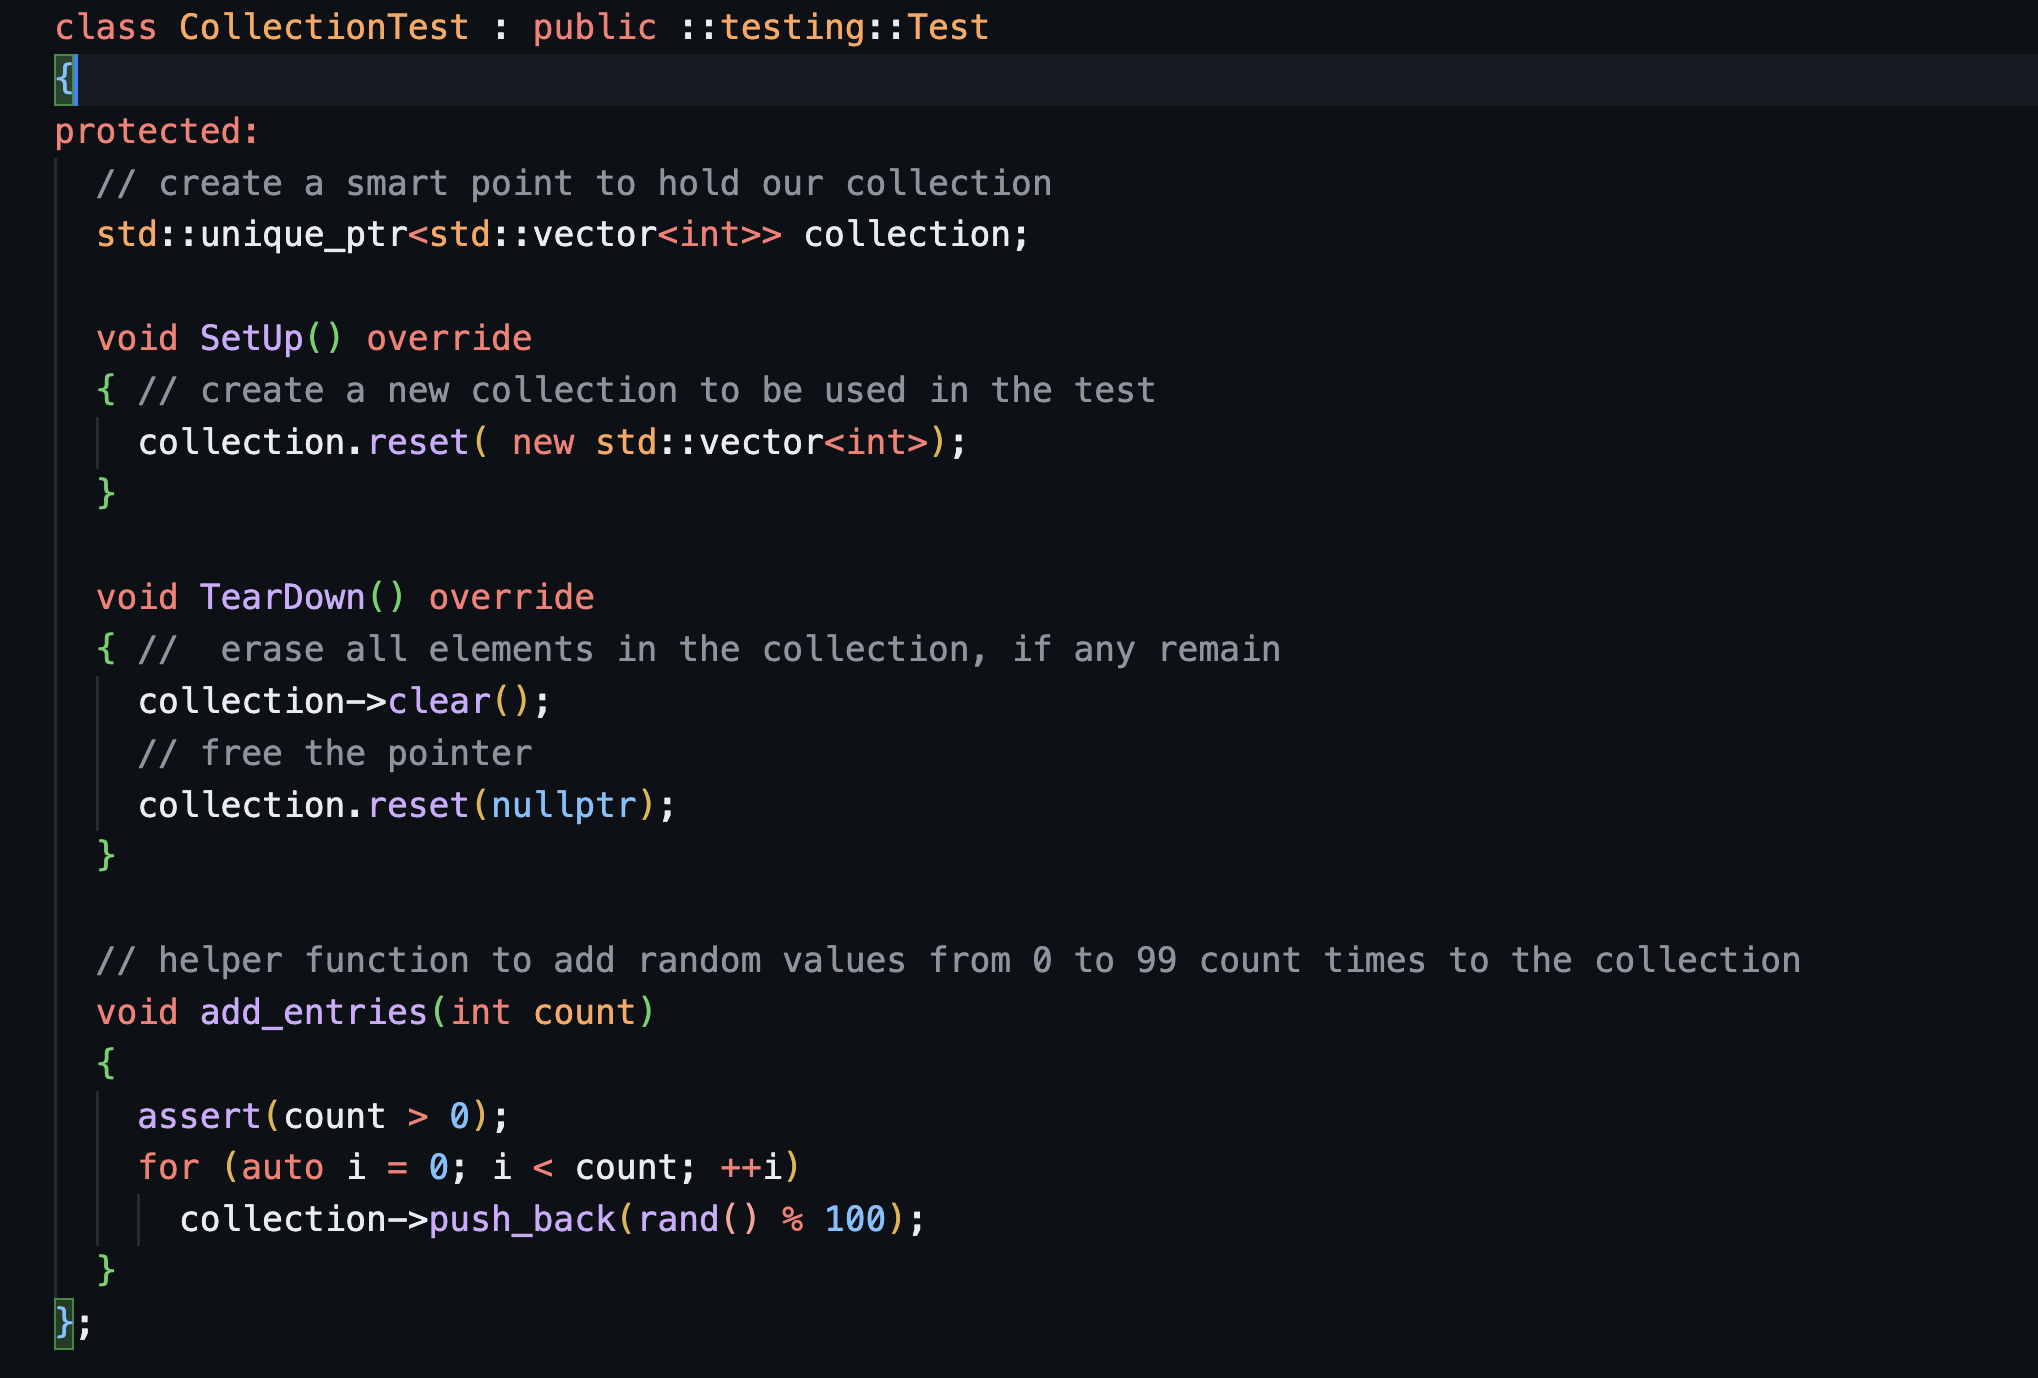 class CollectionTest : public ::testing::Test
{
protected:
// create a smart point to hold our collection
std::unique_ptr<std::vector<int>> collection;
void SetUp() override
{ // create a new collection to be used in the test
collection.reset( new std::vector<int>);
}
void TearDown() override
{ //  erase all elements in the collection, if any remain
collection->clear();
// free the pointer
collection.reset(nullptr);
}
// helper function to add random values from 0 to 99 count times to the collection
void add_entries(int count)
{
assert(count > 0);
for (auto i = 0; i < count; ++i)
collection->push_back(rand() % 100);
}
};